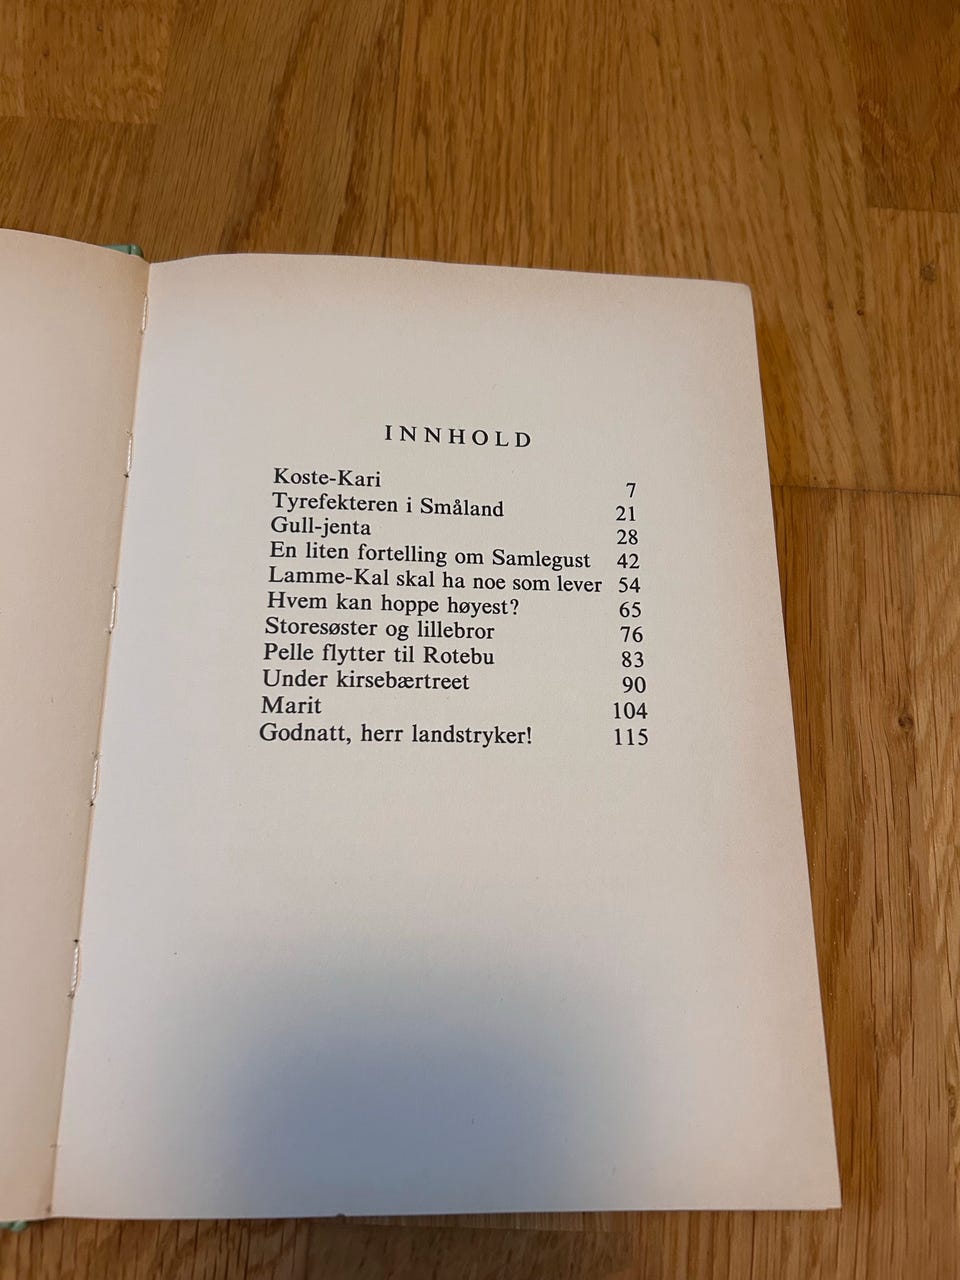 INNHOLD
Koste-Kari 7
Tyrefekteren i Småland 21
Gull-jenta 28
En liten fortelling om Samlegust 42
Lamme-Kal skal ha noe som lever 54
Hvem kan hoppe høyest? 65
Storesøster og lillebror 76
Pelle flytter til Rotebu 83
Under kirsebærtreet 90
Marit 104
Godnatt, herr landstryker! 115